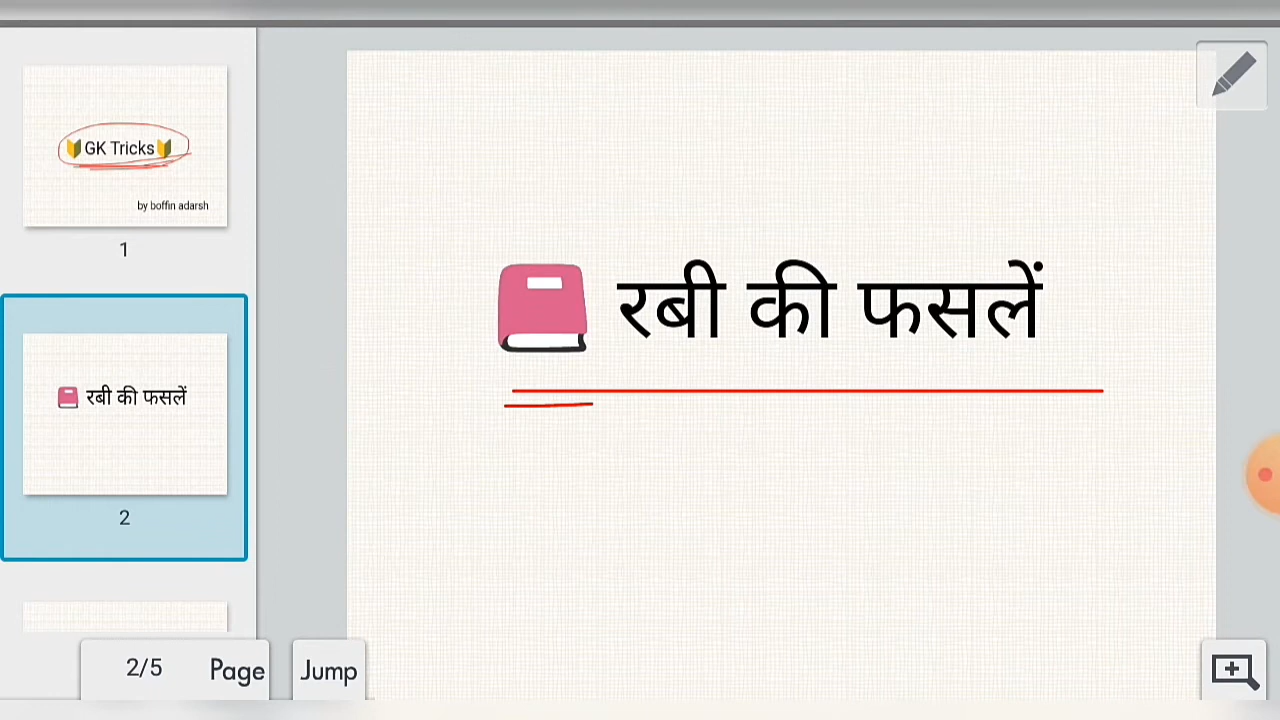 GK Tricks
by boffin adarsh
1
रबी की फसलें
2
रबी की फसलें
2/5 Page Jump